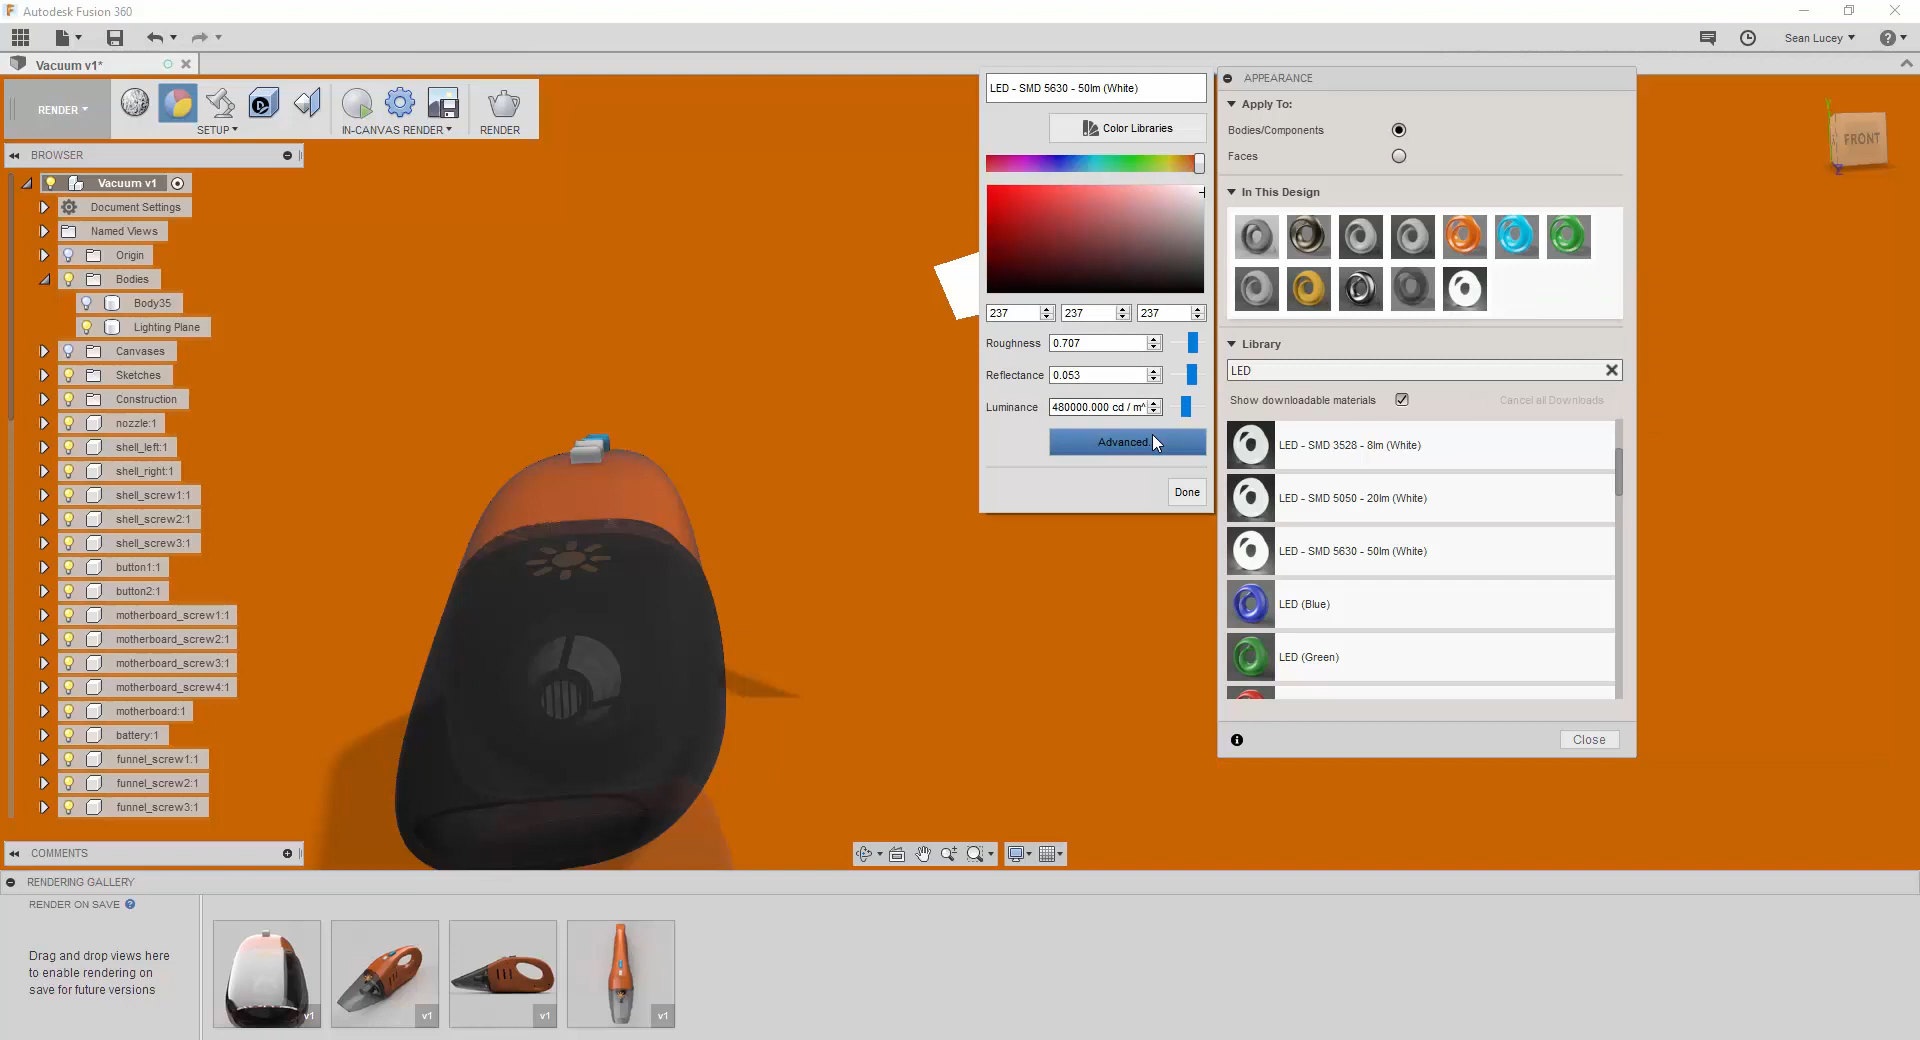 Autodesk Fusion 360
Sean Lucey
Vacuum v1*
RENDER
SETUP
IN-CANVAS RENDER
RENDER
BROWSER
Vacuum v1
Document Settings
Named Views
Origin
Bodies
Body35
Lighting Plane
Canvases
Sketches
Construction
nozzle:1
shell_left:1
shell_right:1
shell_screw1:1
shell_screw2:1
shell_screw3:1
button1:1
button2:1
motherboard_screw1:1
motherboard_screw2:1
motherboard_screw3:1
motherboard_screw4:1
motherboard:1
battery:1
funnel_screw1:1
funnel_screw2:1
funnel_screw3:1
COMMENTS
LED - SMD 5630 - 50lm (White)
Color Libraries
237 237 237
Roughness 0.707
Reflectance 0.053
Luminance 480000.000 cd / m^
Advanced
Done
APPEARANCE
Apply To:
Bodies/Components
Faces
In This Design
Library
LED
Show downloadable materials
Cancel all Downloads
LED - SMD 3528 - 8lm (White)
LED - SMD 5050 - 20lm (White)
LED - SMD 5630 - 50lm (White)
LED (Blue)
LED (Green)
Close
FRONT
Y
Z
RENDERING GALLERY
RENDER ON SAVE
Drag and drop views here
to enable rendering on
save for future versions
v1
v1
v1
v1